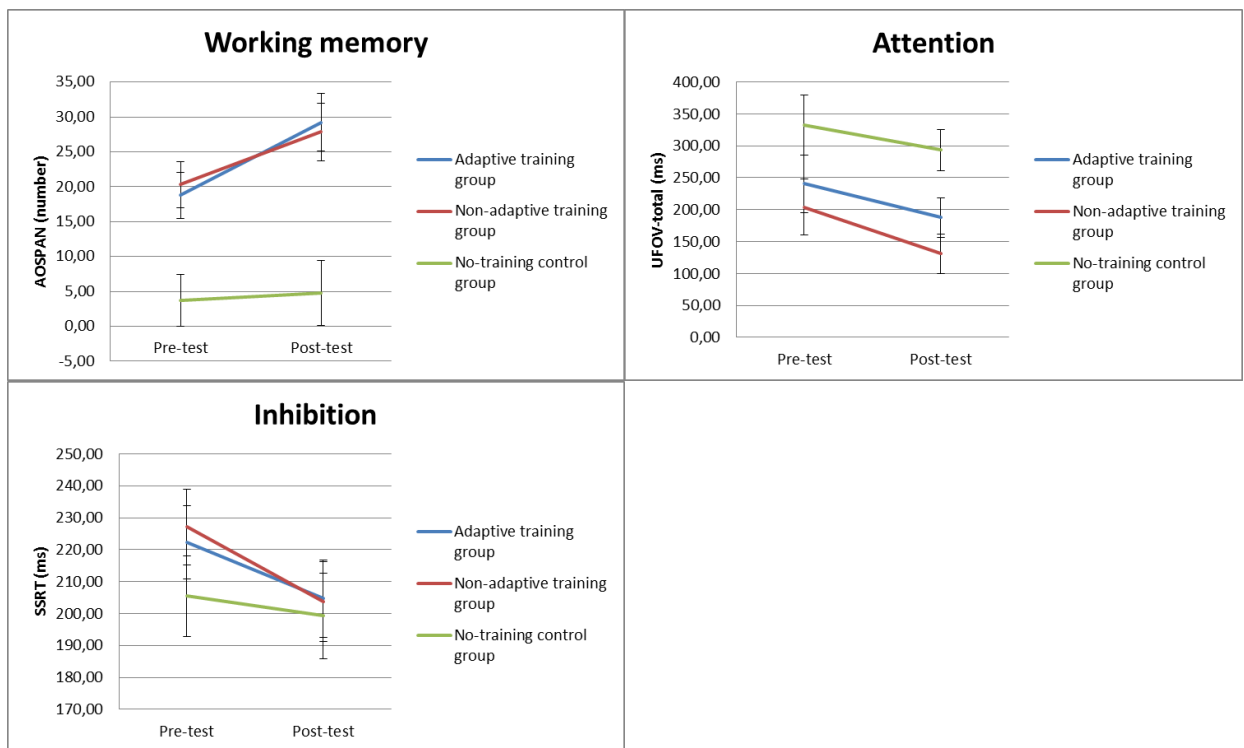 Working memory
AOSPAN (number)
35,00
30,00
25,00
20,00
15,00
10,00
5,00
0,00
-5,00
Pre-test
Post-test
Adaptive training
group
Non-adaptive training
group
No-training control
group
Attention
UFOV-total (ms)
400,00
350,00
300,00
250,00
200,00
150,00
100,00
50,00
0,00
Pre-test
Post-test
Adaptive training
group
Non-adaptive training
group
No-training control
group
Inhibition
SSRT (ms)
250,00
240,00
230,00
220,00
210,00
200,00
190,00
180,00
170,00
Pre-test
Post-test
Adaptive training
group
Non-adaptive training
group
No-training control
group